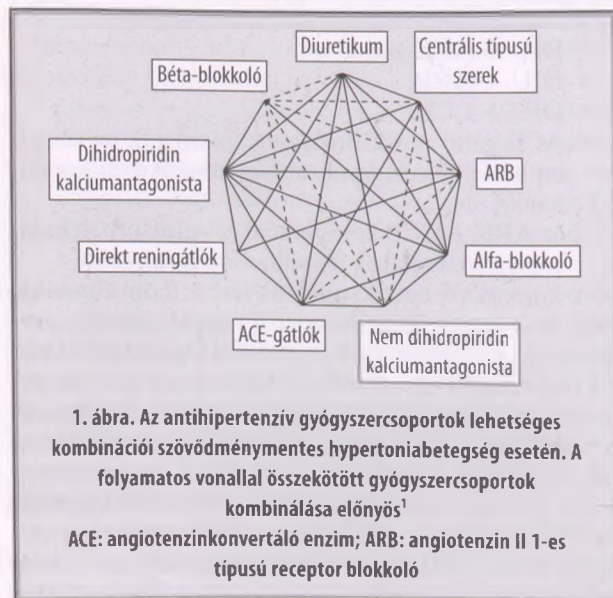 Diuretikum
Centrális típusú
szerek
Béta-blokkoló
Dihidropiridin
kalciumantagonista
ARB
Direkt reningátlók
Alfa-blokkoló
ACE-gátlók
Nem dihidropiridin
kalciumantagonista
1. ábra. Az antihipertenzív gyógyszercsoportok lehetséges
kombinációi szövődménymentes hypertoniabetegség esetén. A
folyamatos vonallal összekötött gyógyszercsoportok
kombinálása előnyös¹
ACE: angiotenzinkonvertáló enzim; ARB: angiotenzin II 1-es
típusú receptor blokkoló